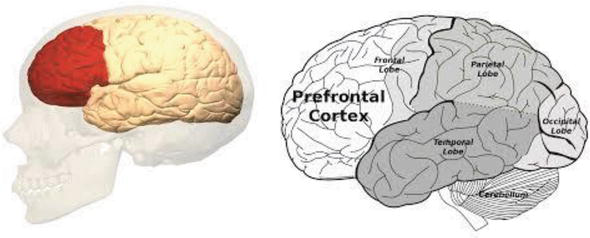 Frontal
Lobe
Parietal
Lobe
Prefrontal
Cortex
Occipital
Lobe
Temporal
Lobe
Cerebellum